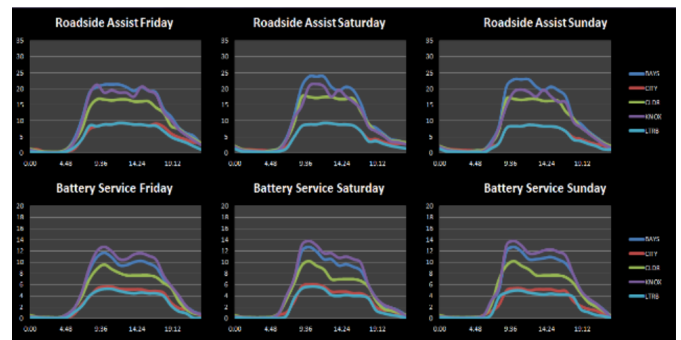 Roadside Assist Friday
35
30
25
20
15
10
5
0
0.00 4.48 9.36 14.24 19.12
Roadside Assist Saturday
35
30
25
20
15
10
5
0
0.00 4.48 9.36 14.24 19.12
Roadside Assist Sunday
35
30
25
20
15
10
5
0
0.00 4.48 9.36 14.24 19.12
BAYS
CITY
CLDR
KNOX
LTRB
Battery Service Friday
20
18
16
14
12
10
8
6
4
2
0
0.00 4.48 9.36 14.24 19.12
Battery Service Saturday
20
18
16
14
12
10
8
6
4
2
0
0.00 4.48 9.36 14.24 19.12
Battery Service Sunday
20
18
16
14
12
10
8
6
4
2
0
0.00 4.48 9.36 14.24 19.12
BAYS
CITY
CLDR
KNOX
LTRB